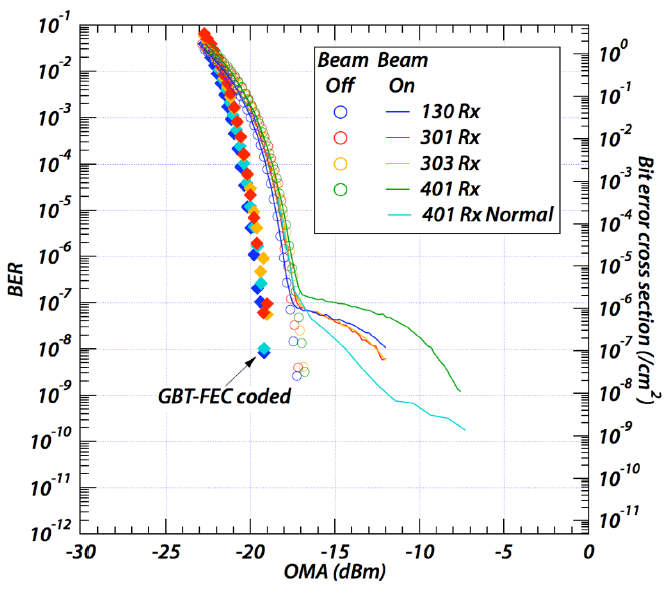 10^-1
10^-2
10^-3
10^-4
10^-5
10^-6
10^-7
10^-8
10^-9
10^-10
10^-11
10^-12
BER
-30
-25
-20
-15
-10
-5
0
OMA (dBm)
10^0
10^-1
10^-2
10^-3
10^-4
10^-5
10^-6
10^-7
10^-8
10^-9
10^-10
10^-11
Bit error cross section (/cm^2)
Beam Beam
Off On
130 Rx
301 Rx
303 Rx
401 Rx
401 Rx Normal
GBT-FEC coded